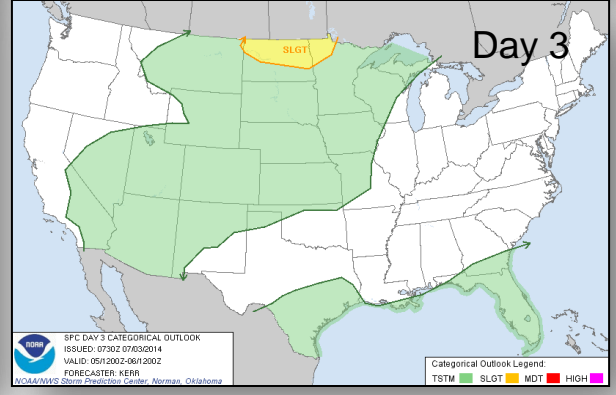 Day 3
SLGT
NOAA
SPC DAY 3 CATEGORICAL OUTLOOK
ISSUED: 0730Z 07/03/2014
VALID: 05/1200Z-06/1200Z
FORECASTER: KERR
NOAA/NWS Storm Prediction Center, Norman, Oklahoma
Categorical Outlook Legend:
TSTM SLGT MDT HIGH